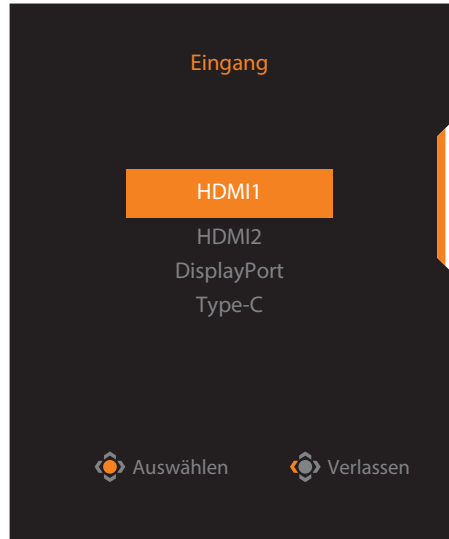 Eingang
HDMI1
HDMI2
DisplayPort
Type-C
Auswählen Verlassen